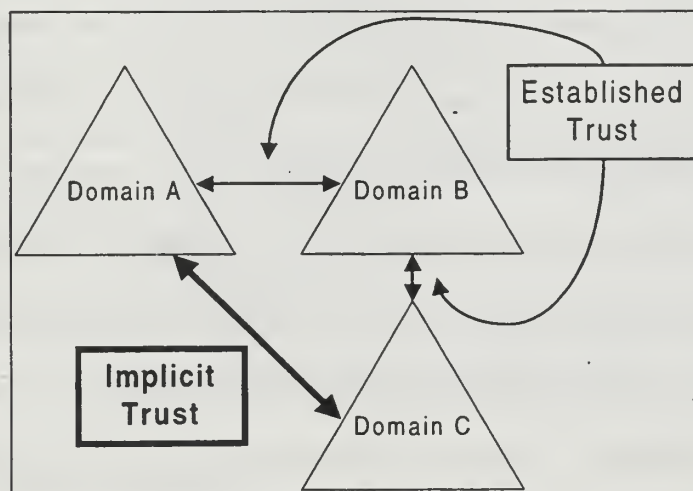 Established
Trust
Domain A
Domain B
Implicit
Trust
Domain C